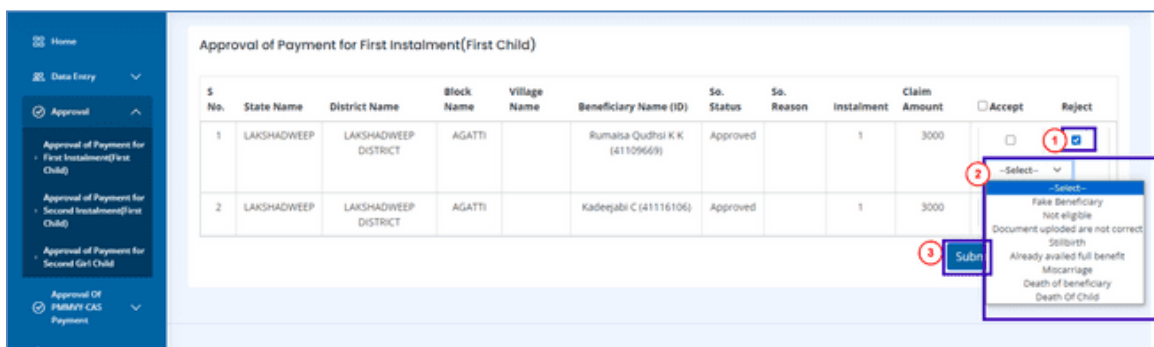 Home
Data Entry
Approval
Approval of Payment for
First Instalment(First
Child)
Approval of Payment for
Second Instalment(First
Child)
Approval of Payment for
Second Girl Child
Approval Of
PMMVY CAS
Payment
Approval of Payment for First Instalment(First Child)
S No. State Name District Name Block Name Village Name Beneficiary Name (ID) So. Status So. Reason Instalment Claim Amount Accept Reject
1 LAKSHADWEEP LAKSHADWEEP DISTRICT AGATTI Rumaisa Qudhsi K K (41109669) Approved 1 3000
1
2
--Select--
--Select--
Fake Beneficiary
Not eligible
Document uploded are not correct
Stillbirth
Already availed full benefit
Miscarriage
Death of beneficiary
Death Of Child
2 LAKSHADWEEP LAKSHADWEEP DISTRICT AGATTI Kadeejabi C (41116106) Approved 1 3000
3
Subm